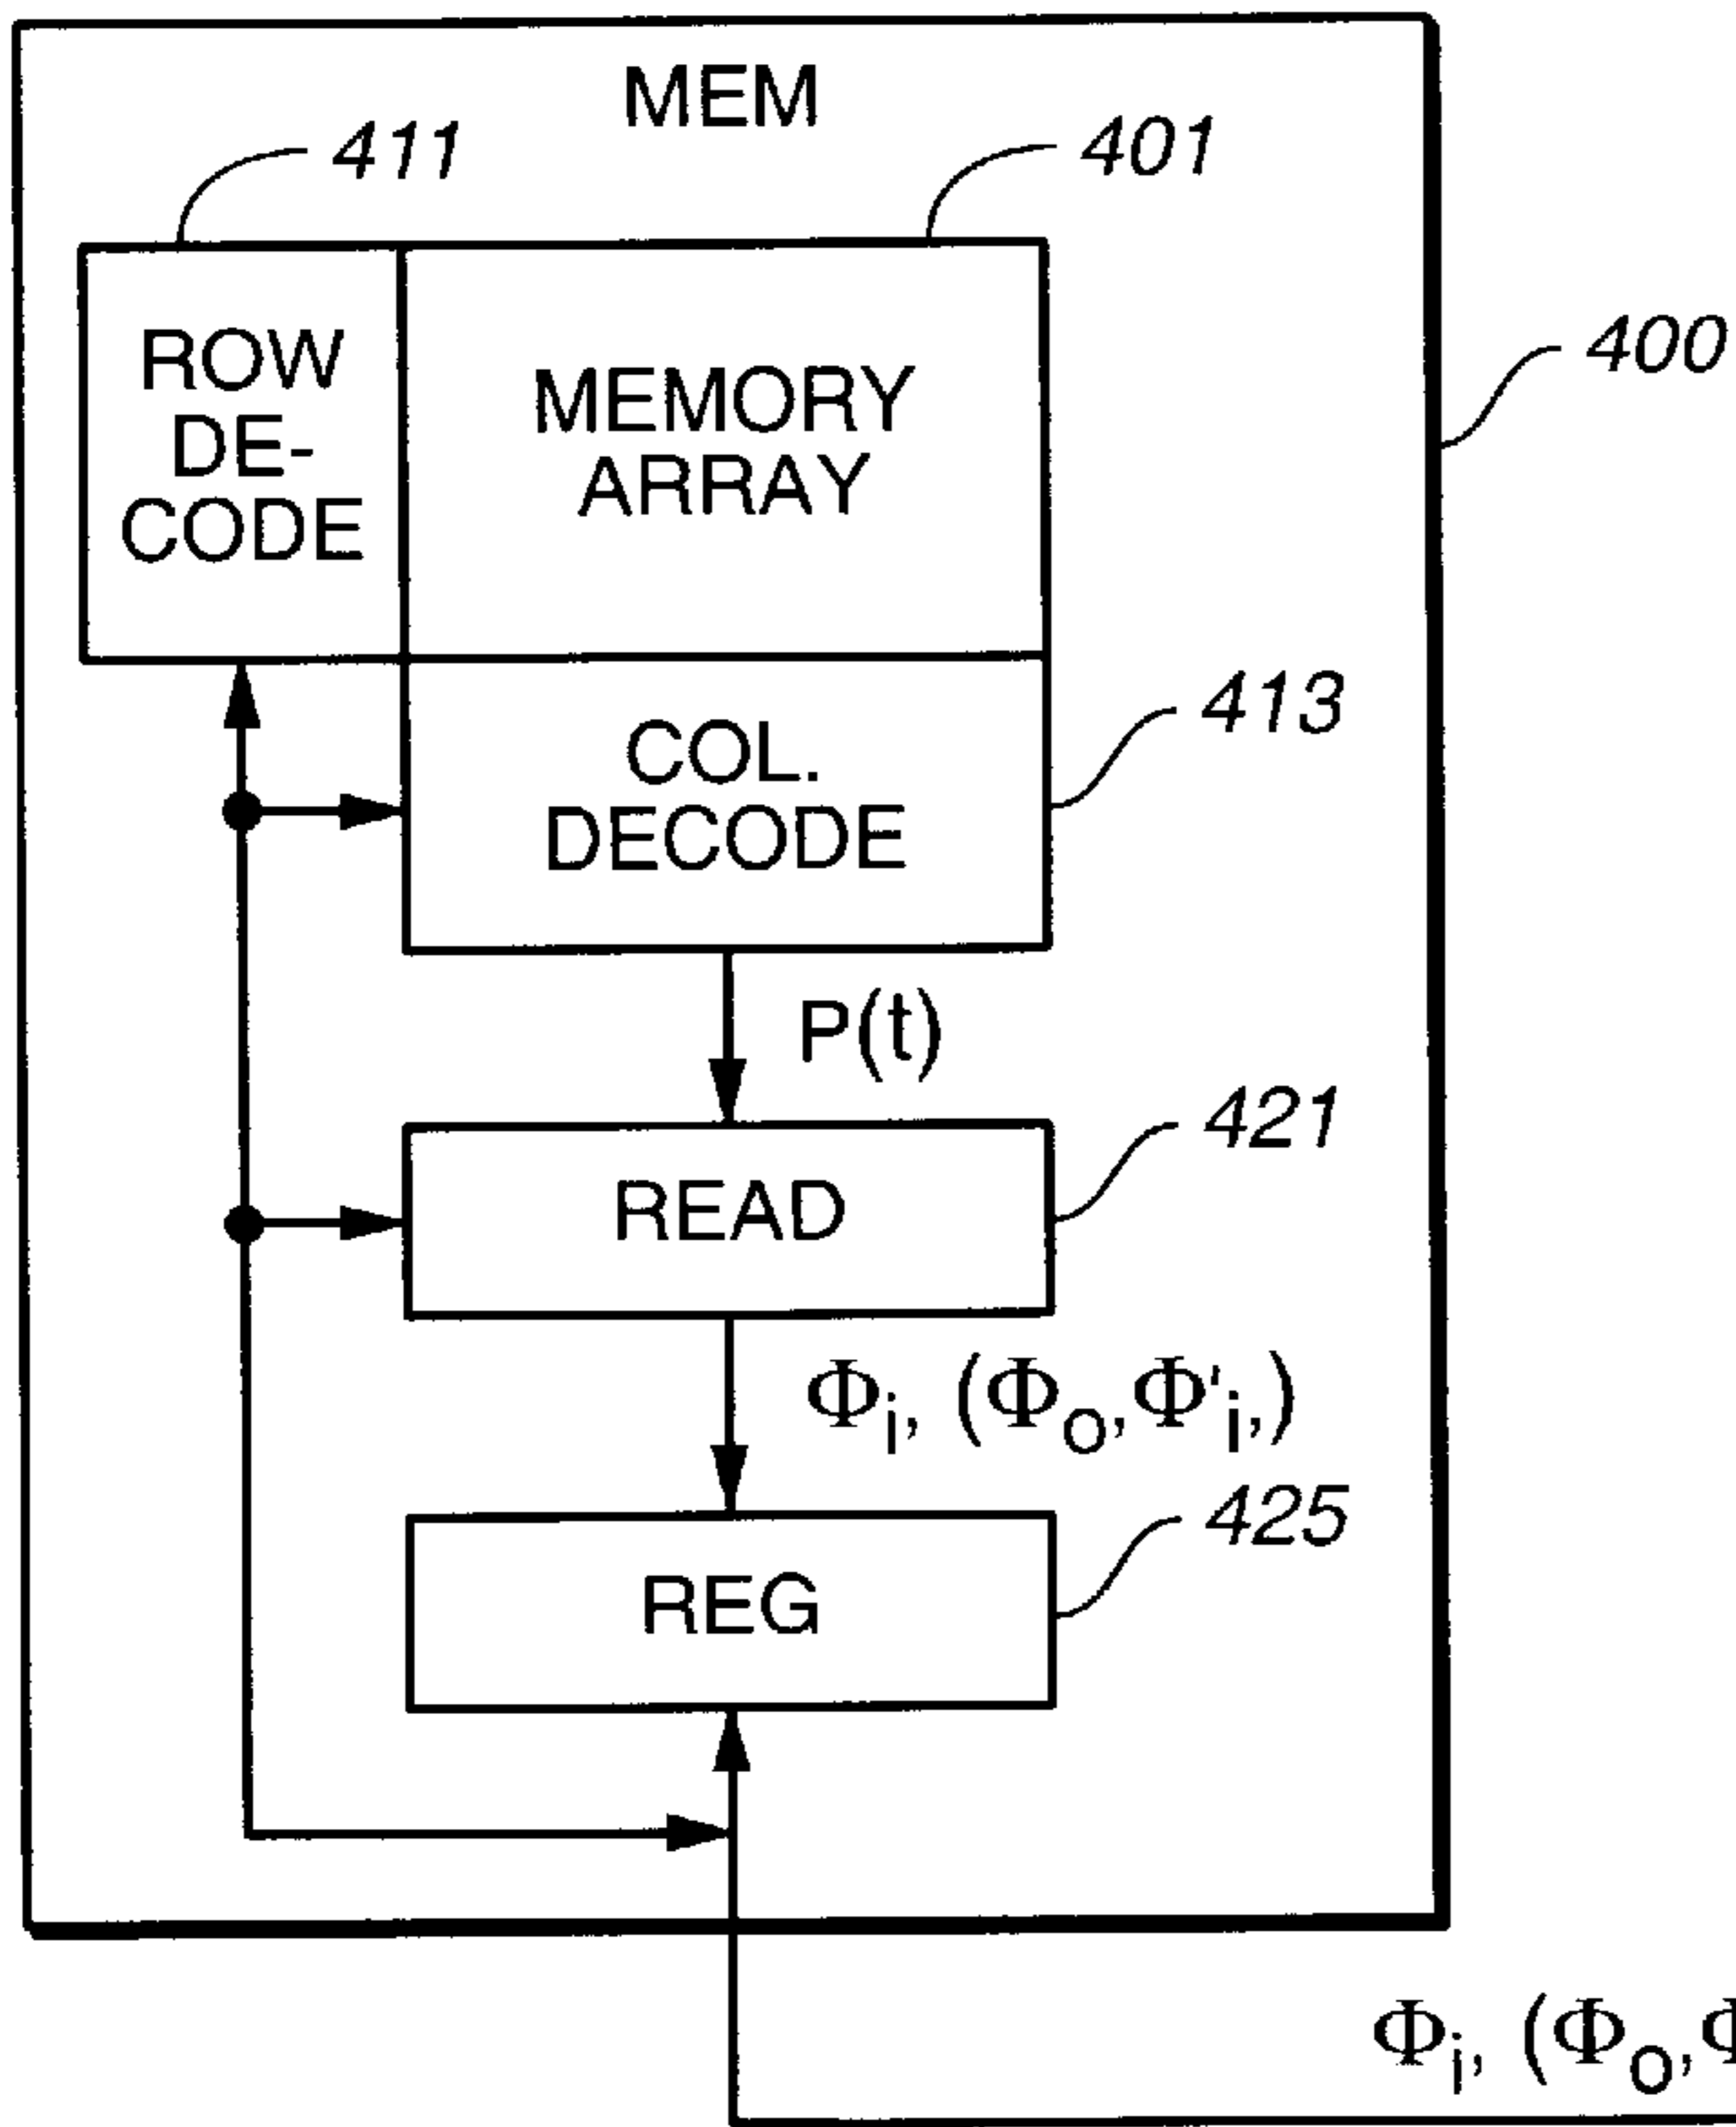 MEM
411
401
400
ROW
DE-
CODE
MEMORY
ARRAY
413
COL.
DECODE
P(t)
421
READ
Φi, (Φo,Φ'i,)
425
REG
Φi, (Φo,